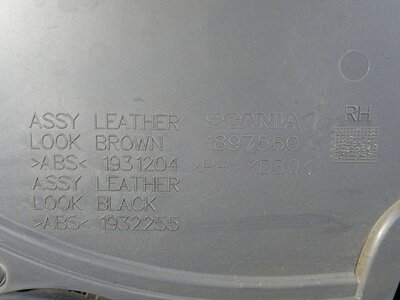 ASSY LEATHER
LOOK BROWN
>ABS< 1931204
ASSY LEATHER
LOOK BLACK
>ABS< 1932255
SCANIA
1897560
>PP MD30<
RH